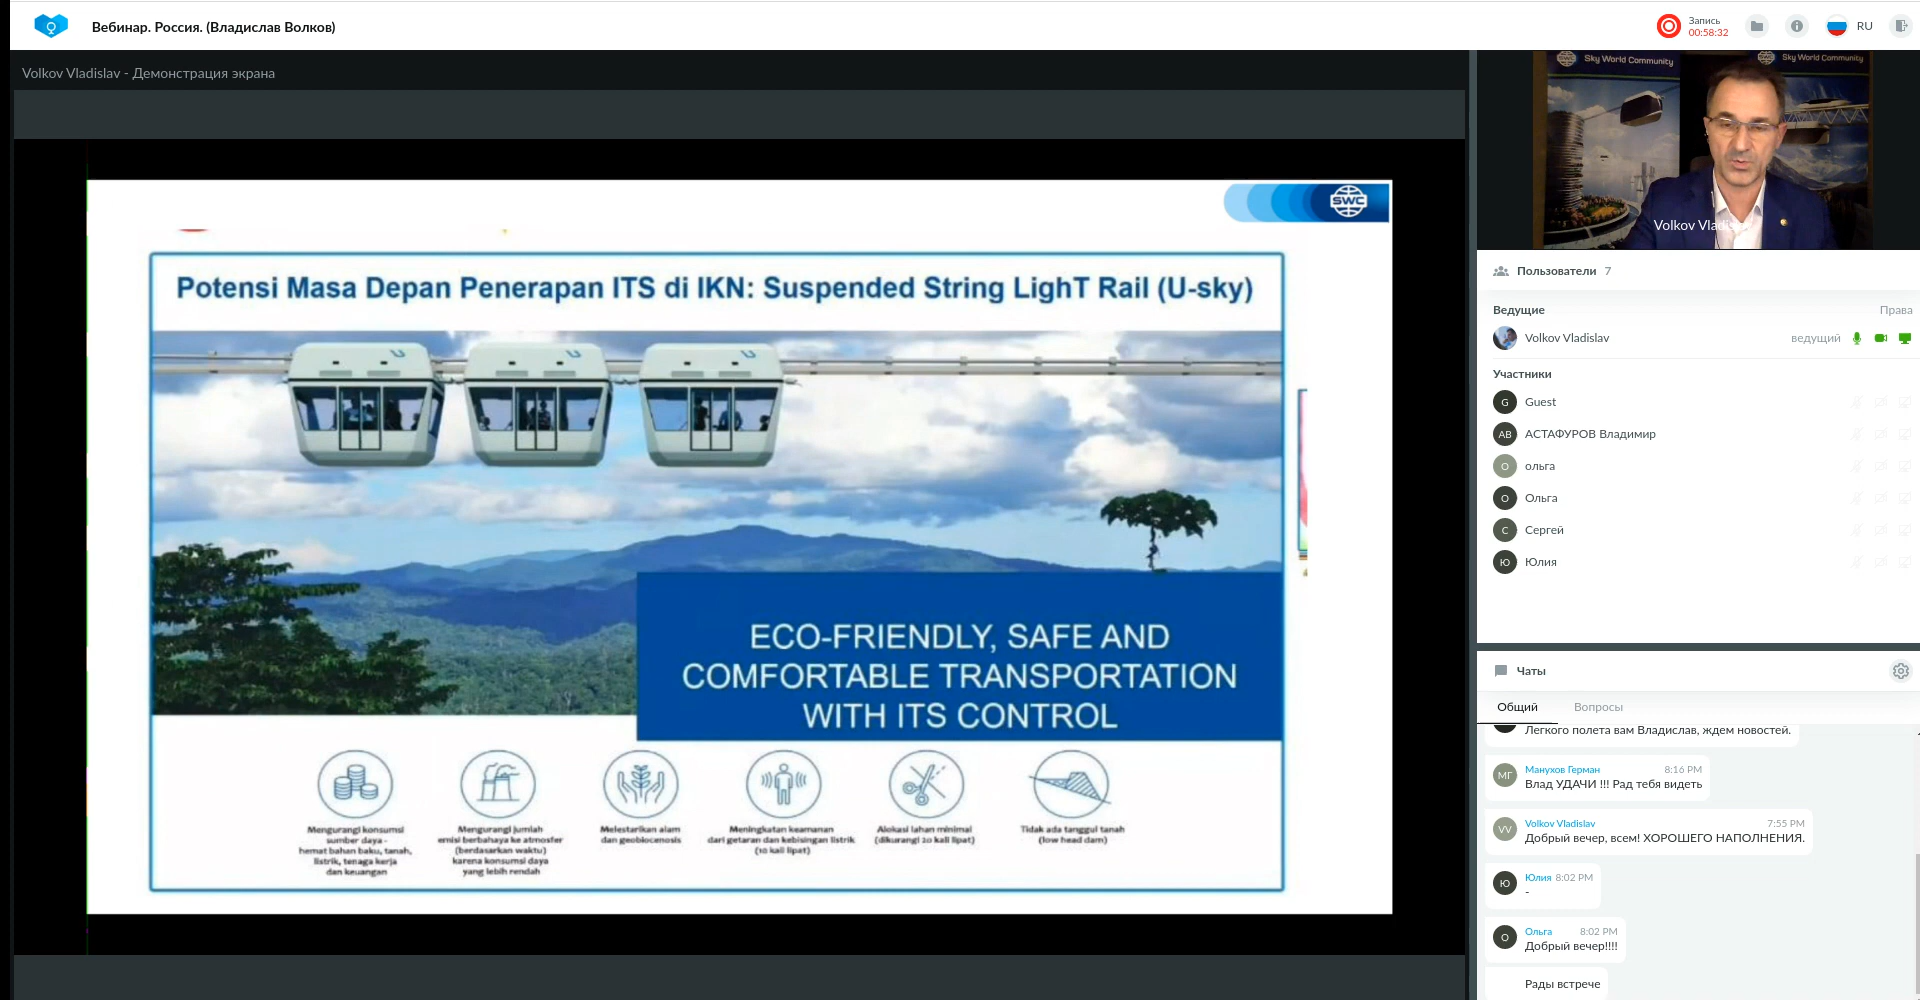 Вебинар. Россия. (Владислав Волков)
Запись
00:58:32
RU
Volkov Vladislav - Демонстрация экрана
SWC
Potensi Masa Depan Penerapan ITS di IKN: Suspended String LighT Rail (U-sky)
ECO-FRIENDLY, SAFE AND
COMFORTABLE TRANSPORTATION
WITH ITS CONTROL
Mengurangi konsumsi
sumber daya -
hemat bahan baku, tanah,
listrik, tenaga kerja
dan keuangan
Mengurangi jumlah
emisi berbahaya ke atmosfer
(berdasarkan waktu)
karena konsumsi daya
yang lebih rendah
Melestarikan alam
dan geobiocenosis
Meningkatan keamanan
dari getaran dan kebisingan listrik
(10 kali lipat)
Alokasi lahan minimal
(dikurangi 20 kali lipat)
Tidak ada tanggul tanah
(low head dam)
Sky World Community
Sky World Community
Volkov Vladis
Пользователи 7
Ведущие
Права
Volkov Vladislav
ведущий
Участники
G Guest
АВ АСТАФУРОВ Владимир
О ольга
О Ольга
С Сергей
Ю Юлия
Чаты
Общий
Вопросы
Легкого полета вам Владислав, ждем новостей.
МГ Манухов Герман 8:16 PM
Влад УДАЧИ !!! Рад тебя видеть
VV Volkov Vladislav 7:55 PM
Добрый вечер, всем! ХОРОШЕГО НАПОЛНЕНИЯ.
Ю Юлия 8:02 PM
-
О Ольга 8:02 PM
Добрый вечер!!!!
Рады встрече